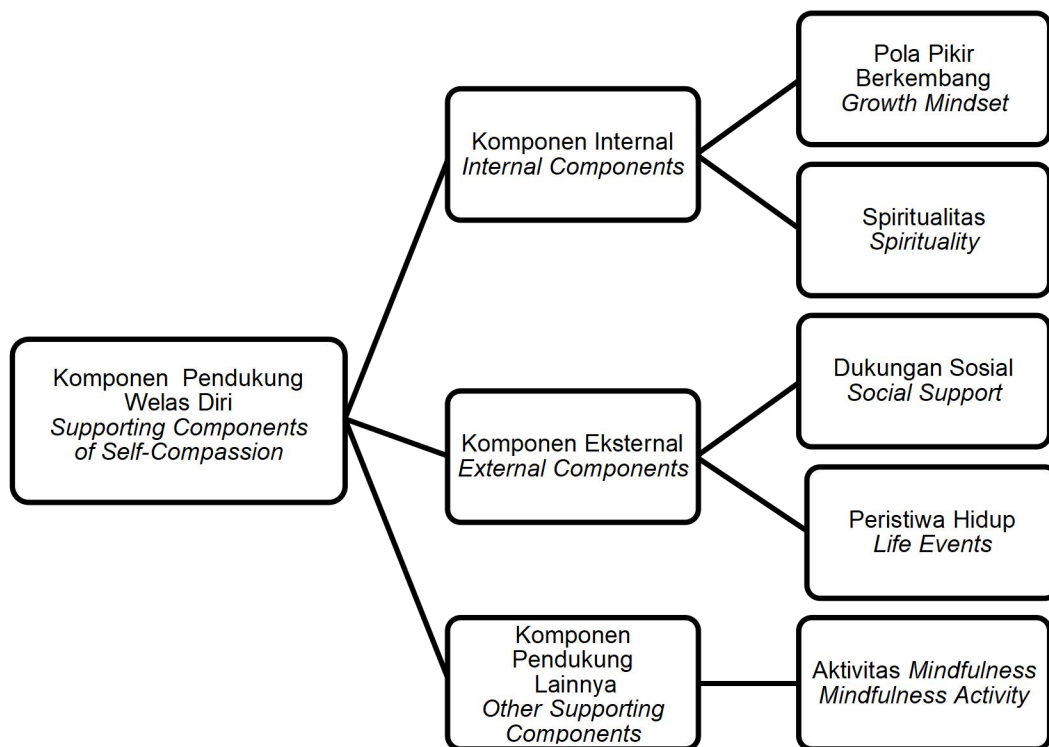 Pola Pikir
Berkembang
Growth Mindset
Komponen Internal
Internal Components
Spiritualitas
Spirituality
Komponen Pendukung
Welas Diri
Supporting Components
of Self-Compassion
Dukungan Sosial
Social Support
Komponen Eksternal
External Components
Peristiwa Hidup
Life Events
Komponen
Pendukung
Lainnya
Other Supporting
Components
Aktivitas Mindfulness
Mindfulness Activity